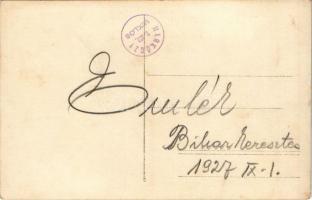 Emlék
Biharkeresztes
1927 IX-1.